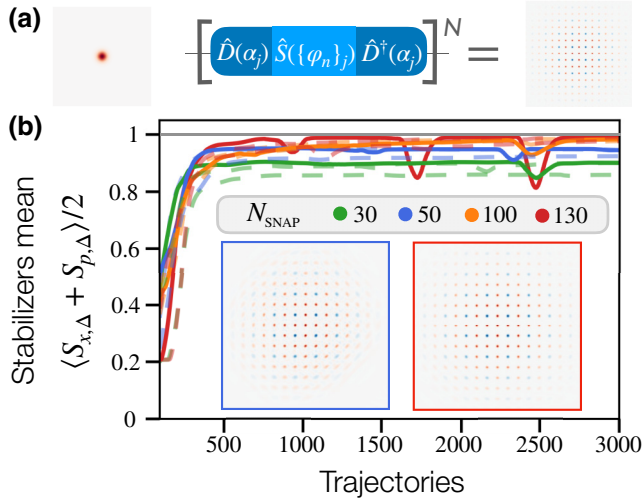 (a)
[D̂(α_j) Ŝ({φ_n}_j) D̂†(α_j)]^N =
(b)
Stabilizers mean
⟨S_{x,Δ} + S_{p,Δ}⟩/2
1
0.8
0.6
0.4
0.2
0
N_SNAP 30 50 100 130
500 1000 1500 2000 2500 3000
Trajectories